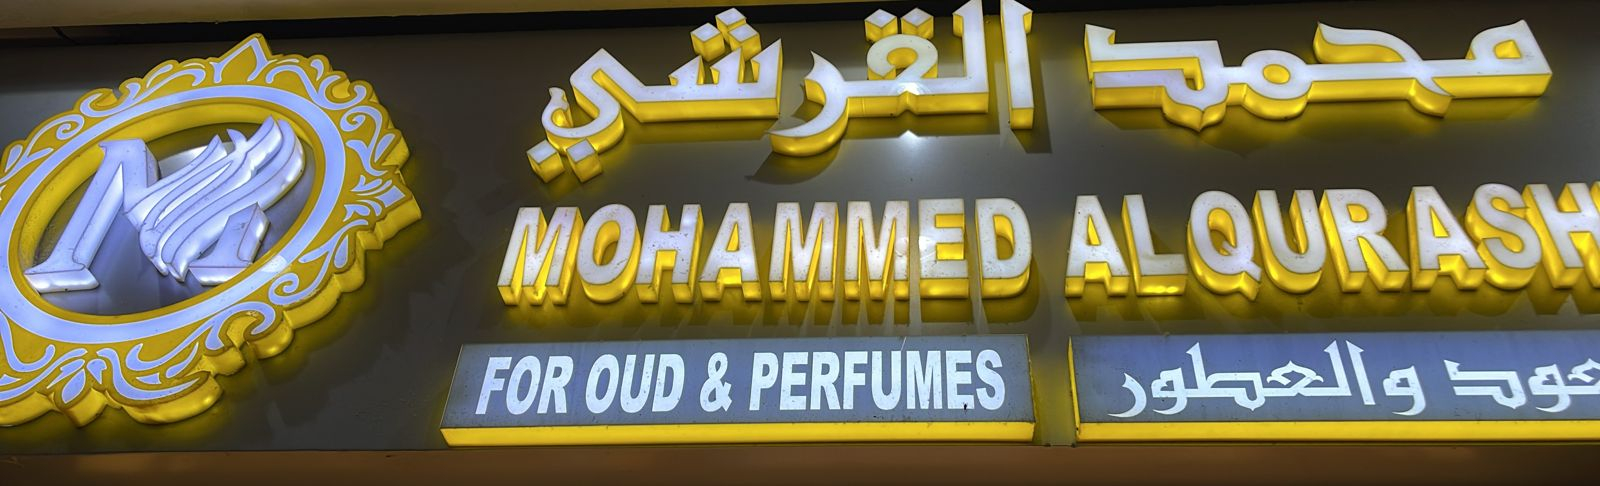 محمد القرشي
MOHAMMED ALQURASH
FOR OUD & PERFUMES
عود والعطور